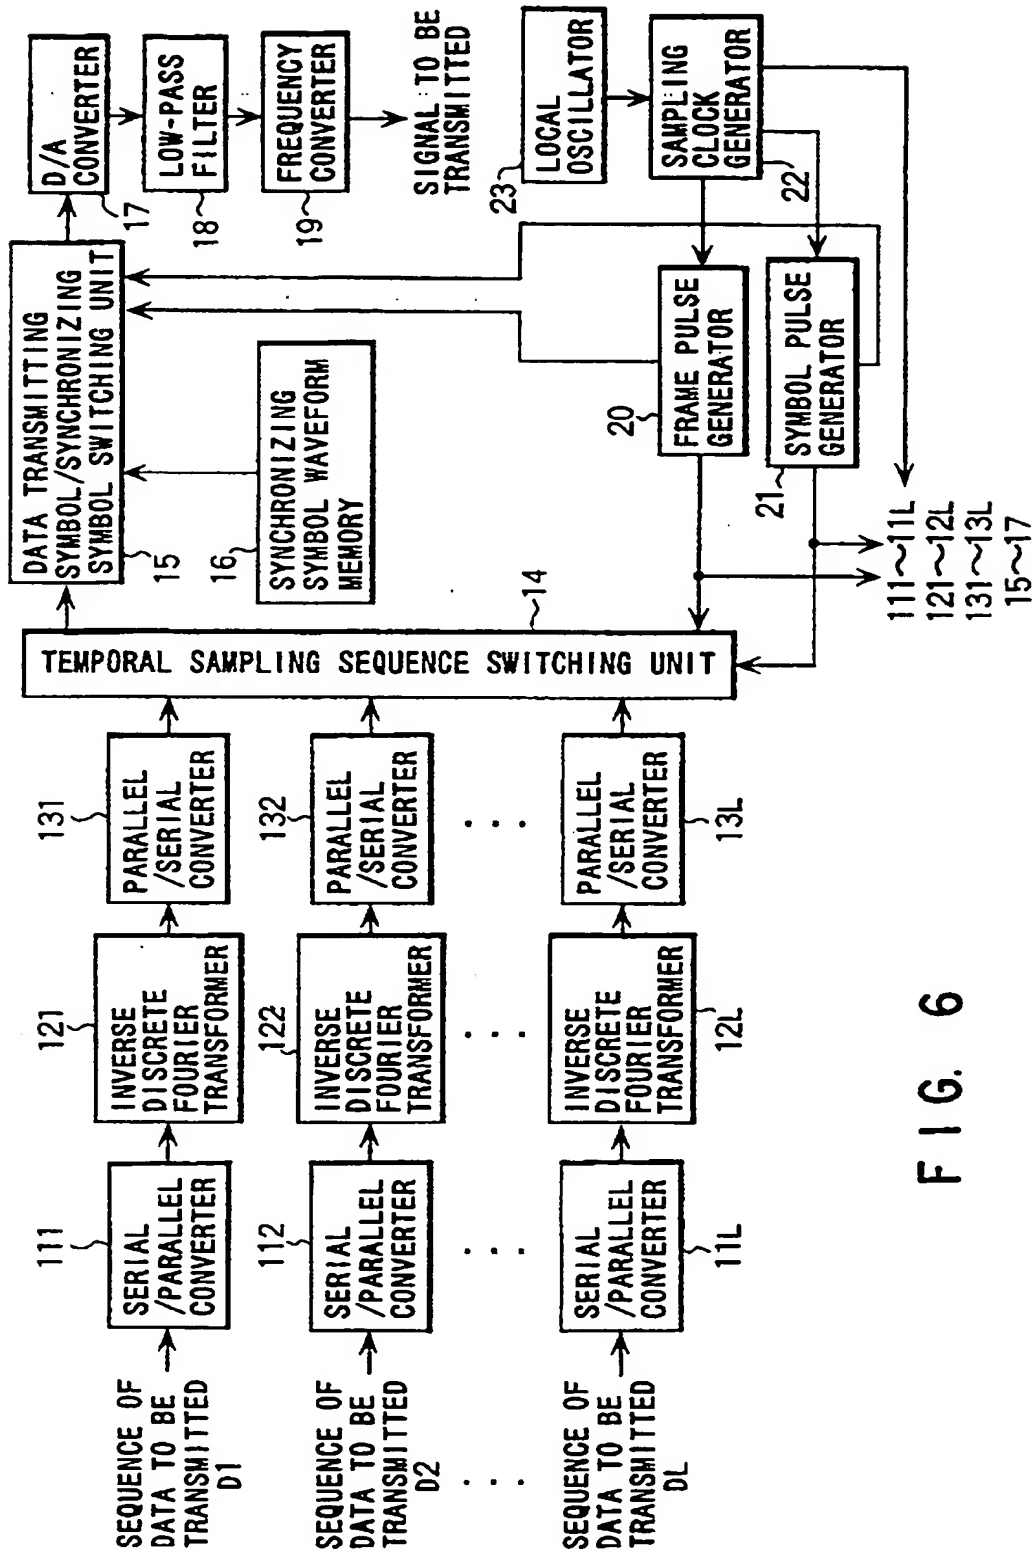 SEQUENCE OF
DATA TO BE
TRANSMITTED
D1
111
SERIAL
/PARALLEL
CONVERTER
121
INVERSE
DISCRETE
FOURIER
TRANSFORMER
131
PARALLEL
/SERIAL
CONVERTER
SEQUENCE OF
DATA TO BE
TRANSMITTED
D2
112
SERIAL
/PARALLEL
CONVERTER
122
INVERSE
DISCRETE
FOURIER
TRANSFORMER
132
PARALLEL
/SERIAL
CONVERTER
. . .
. . .
. . .
. . .
SEQUENCE OF
DATA TO BE
TRANSMITTED
DL
11L
SERIAL
/PARALLEL
CONVERTER
12L
INVERSE
DISCRETE
FOURIER
TRANSFORMER
13L
PARALLEL
/SERIAL
CONVERTER
TEMPORAL SAMPLING SEQUENCE SWITCHING UNIT
14
DATA TRANSMITTING
SYMBOL/SYNCHRONIZING
SYMBOL SWITCHING UNIT
15
16
SYNCHRONIZING
SYMBOL WAVEFORM
MEMORY
D/A
CONVERTER
17
LOW-PASS
FILTER
18
FREQUENCY
CONVERTER
19
SIGNAL TO BE
TRANSMITTED
23
LOCAL
OSCILLATOR
SAMPLING
CLOCK
GENERATOR
22
20
FRAME PULSE
GENERATOR
21
SYMBOL PULSE
GENERATOR
111~11L
121~12L
131~13L
15~17
FIG. 6